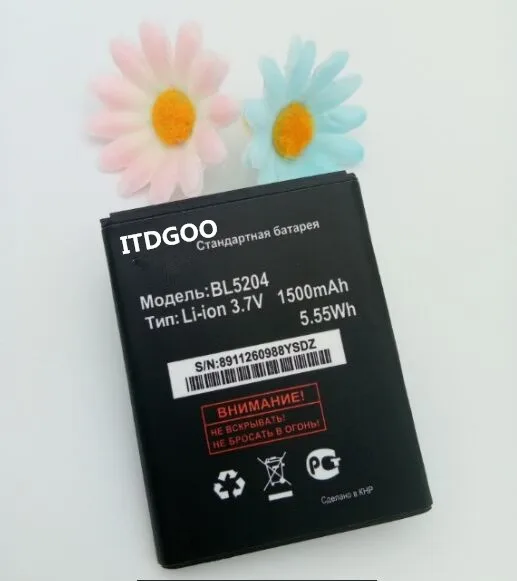 ITDGOO
Стандартная батарея
Модель:BL5204
Тип: Li-ion 3.7V 1500mAh
5.55Wh
S/N:8911260988YSDZ
ВНИМАНИЕ!
НЕ ВСКРЫВАТЬ!
НЕ БРОСАТЬ В ОГОНЬ!
РСТ
Сделано в КНР